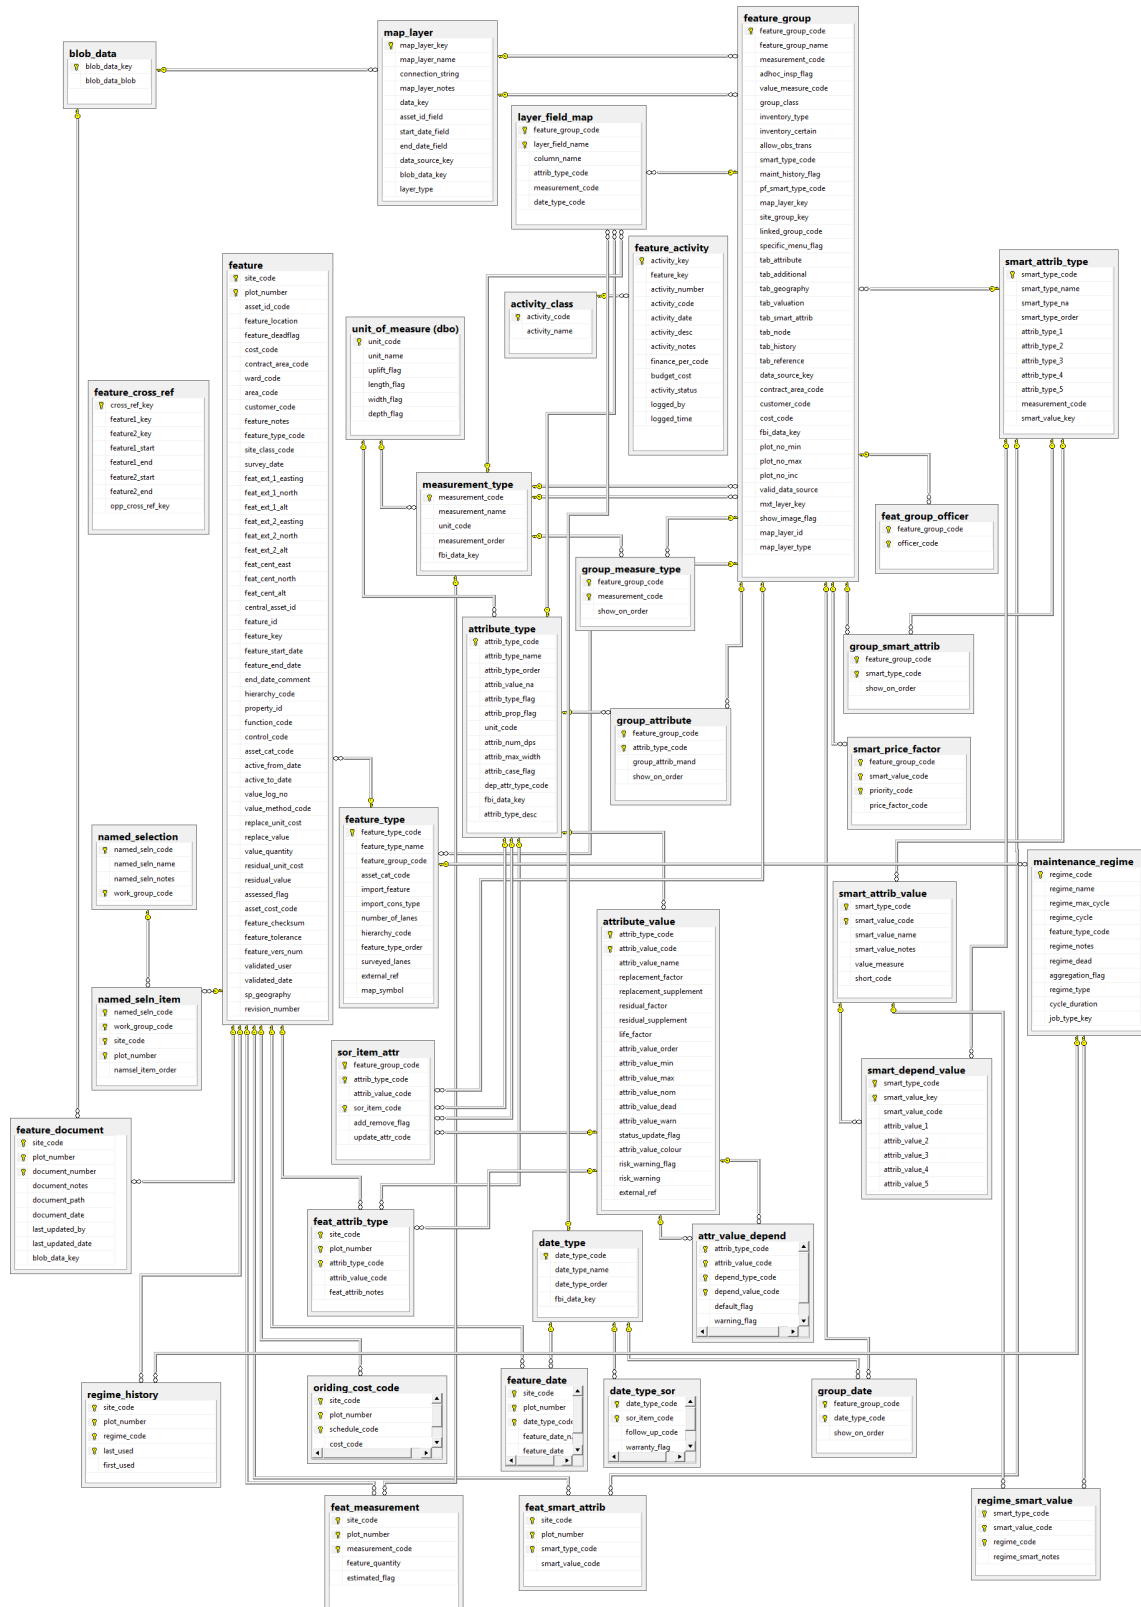 blob_data
blob_data_key
blob_data_blob
map_layer
map_layer_key
map_layer_name
connection_string
map_layer_notes
data_key
asset_id_field
start_date_field
end_date_field
data_source_key
blob_data_key
layer_type
feature_group
feature_group_code
feature_group_name
measurement_code
adhoc_insp_flag
value_measure_code
group_class
inventory_type
inventory_certain
allow_obs_trans
smart_type_code
maint_history_flag
pf_smart_type_code
map_layer_key
site_group_key
linked_group_code
specific_menu_flag
tab_attribute
tab_additional
tab_geography
tab_valuation
tab_smart_attrib
tab_node
tab_history
tab_reference
data_source_key
contract_area_code
customer_code
cost_code
fbi_data_key
plot_no_min
plot_no_max
plot_no_inc
valid_data_source
mxt_layer_key
show_image_flag
map_layer_id
map_layer_type
layer_field_map
feature_group_code
layer_field_name
column_name
attrib_type_code
measurement_code
date_type_code
feature_activity
activity_key
feature_key
activity_number
activity_code
activity_date
activity_desc
activity_notes
finance_per_code
budget_cost
activity_status
logged_by
logged_time
smart_attrib_type
smart_type_code
smart_type_name
smart_type_na
smart_type_order
attrib_type_1
attrib_type_2
attrib_type_3
attrib_type_4
attrib_type_5
measurement_code
smart_value_key
feature
site_code
plot_number
asset_id_code
feature_location
feature_deadflag
cost_code
contract_area_code
ward_code
area_code
customer_code
feature_notes
feature_type_code
site_class_code
survey_date
feat_ext_1_easting
feat_ext_1_north
feat_ext_1_alt
feat_ext_2_easting
feat_ext_2_north
feat_ext_2_alt
feat_cent_east
feat_cent_north
feat_cent_alt
central_asset_id
feature_id
feature_key
feature_start_date
feature_end_date
end_date_comment
hierarchy_code
property_id
function_code
control_code
asset_cat_code
active_from_date
active_to_date
value_log_no
value_method_code
replace_unit_cost
replace_value
value_quantity
residual_unit_cost
residual_value
assessed_flag
asset_cost_code
feature_checksum
feature_tolerance
feature_vers_num
validated_user
validated_date
sp_geography
revision_number
activity_class
activity_code
activity_name
unit_of_measure (dbo)
unit_code
unit_name
uplift_flag
length_flag
width_flag
depth_flag
feature_cross_ref
cross_ref_key
feature1_key
feature2_key
feature1_start
feature1_end
feature2_start
feature2_end
opp_cross_ref_key
measurement_type
measurement_code
measurement_name
unit_code
measurement_order
fbi_data_key
feat_group_officer
feature_group_code
officer_code
group_measure_type
feature_group_code
measurement_code
show_on_order
attribute_type
attrib_type_code
attrib_type_name
attrib_type_order
attrib_value_na
attrib_type_flag
attrib_prop_flag
unit_code
attrib_num_dps
attrib_max_width
attrib_case_flag
dep_attr_type_code
fbi_data_key
attrib_type_desc
group_smart_attrib
feature_group_code
smart_type_code
show_on_order
group_attribute
feature_group_code
attrib_type_code
group_attrib_mand
show_on_order
smart_price_factor
feature_group_code
smart_value_code
priority_code
price_factor_code
feature_type
feature_type_code
feature_type_name
feature_group_code
asset_cat_code
import_feature
import_cons_type
number_of_lanes
hierarchy_code
feature_type_order
surveyed_lanes
external_ref
map_symbol
named_selection
named_seln_code
named_seln_name
named_seln_notes
work_group_code
maintenance_regime
regime_code
regime_name
regime_max_cycle
regime_cycle
feature_type_code
regime_notes
regime_dead
aggregation_flag
regime_type
cycle_duration
job_type_key
smart_attrib_value
smart_type_code
smart_value_code
smart_value_name
smart_value_notes
value_measure
short_code
attribute_value
attrib_type_code
attrib_value_code
attrib_value_name
replacement_factor
replacement_supplement
residual_factor
residual_supplement
life_factor
attrib_value_order
attrib_value_min
attrib_value_max
attrib_value_nom
attrib_value_dead
attrib_value_warn
status_update_flag
attrib_value_colour
risk_warning_flag
risk_warning
external_ref
named_seln_item
named_seln_code
work_group_code
site_code
plot_number
namsel_item_order
sor_item_attr
feature_group_code
attrib_type_code
attrib_value_code
sor_item_code
add_remove_flag
update_attr_code
smart_depend_value
smart_type_code
smart_value_key
smart_value_code
attrib_value_1
attrib_value_2
attrib_value_3
attrib_value_4
attrib_value_5
feature_document
site_code
plot_number
document_number
document_notes
document_path
document_date
last_updated_by
last_updated_date
blob_data_key
feat_attrib_type
site_code
plot_number
attrib_type_code
attrib_value_code
feat_attrib_notes
date_type
date_type_code
date_type_name
date_type_order
fbi_data_key
attr_value_depend
attrib_type_code
attrib_value_code
depend_type_code
depend_value_code
default_flag
warning_flag
regime_history
site_code
plot_number
regime_code
last_used
first_used
oriding_cost_code
site_code
plot_number
schedule_code
cost_code
feature_date
site_code
plot_number
date_type_code
feature_date_n
feature_date
date_type_sor
date_type_code
sor_item_code
follow_up_code
warranty_flag
group_date
feature_group_code
date_type_code
show_on_order
feat_measurement
site_code
plot_number
measurement_code
feature_quantity
estimated_flag
feat_smart_attrib
site_code
plot_number
smart_type_code
smart_value_code
regime_smart_value
smart_type_code
smart_value_code
regime_code
regime_smart_notes